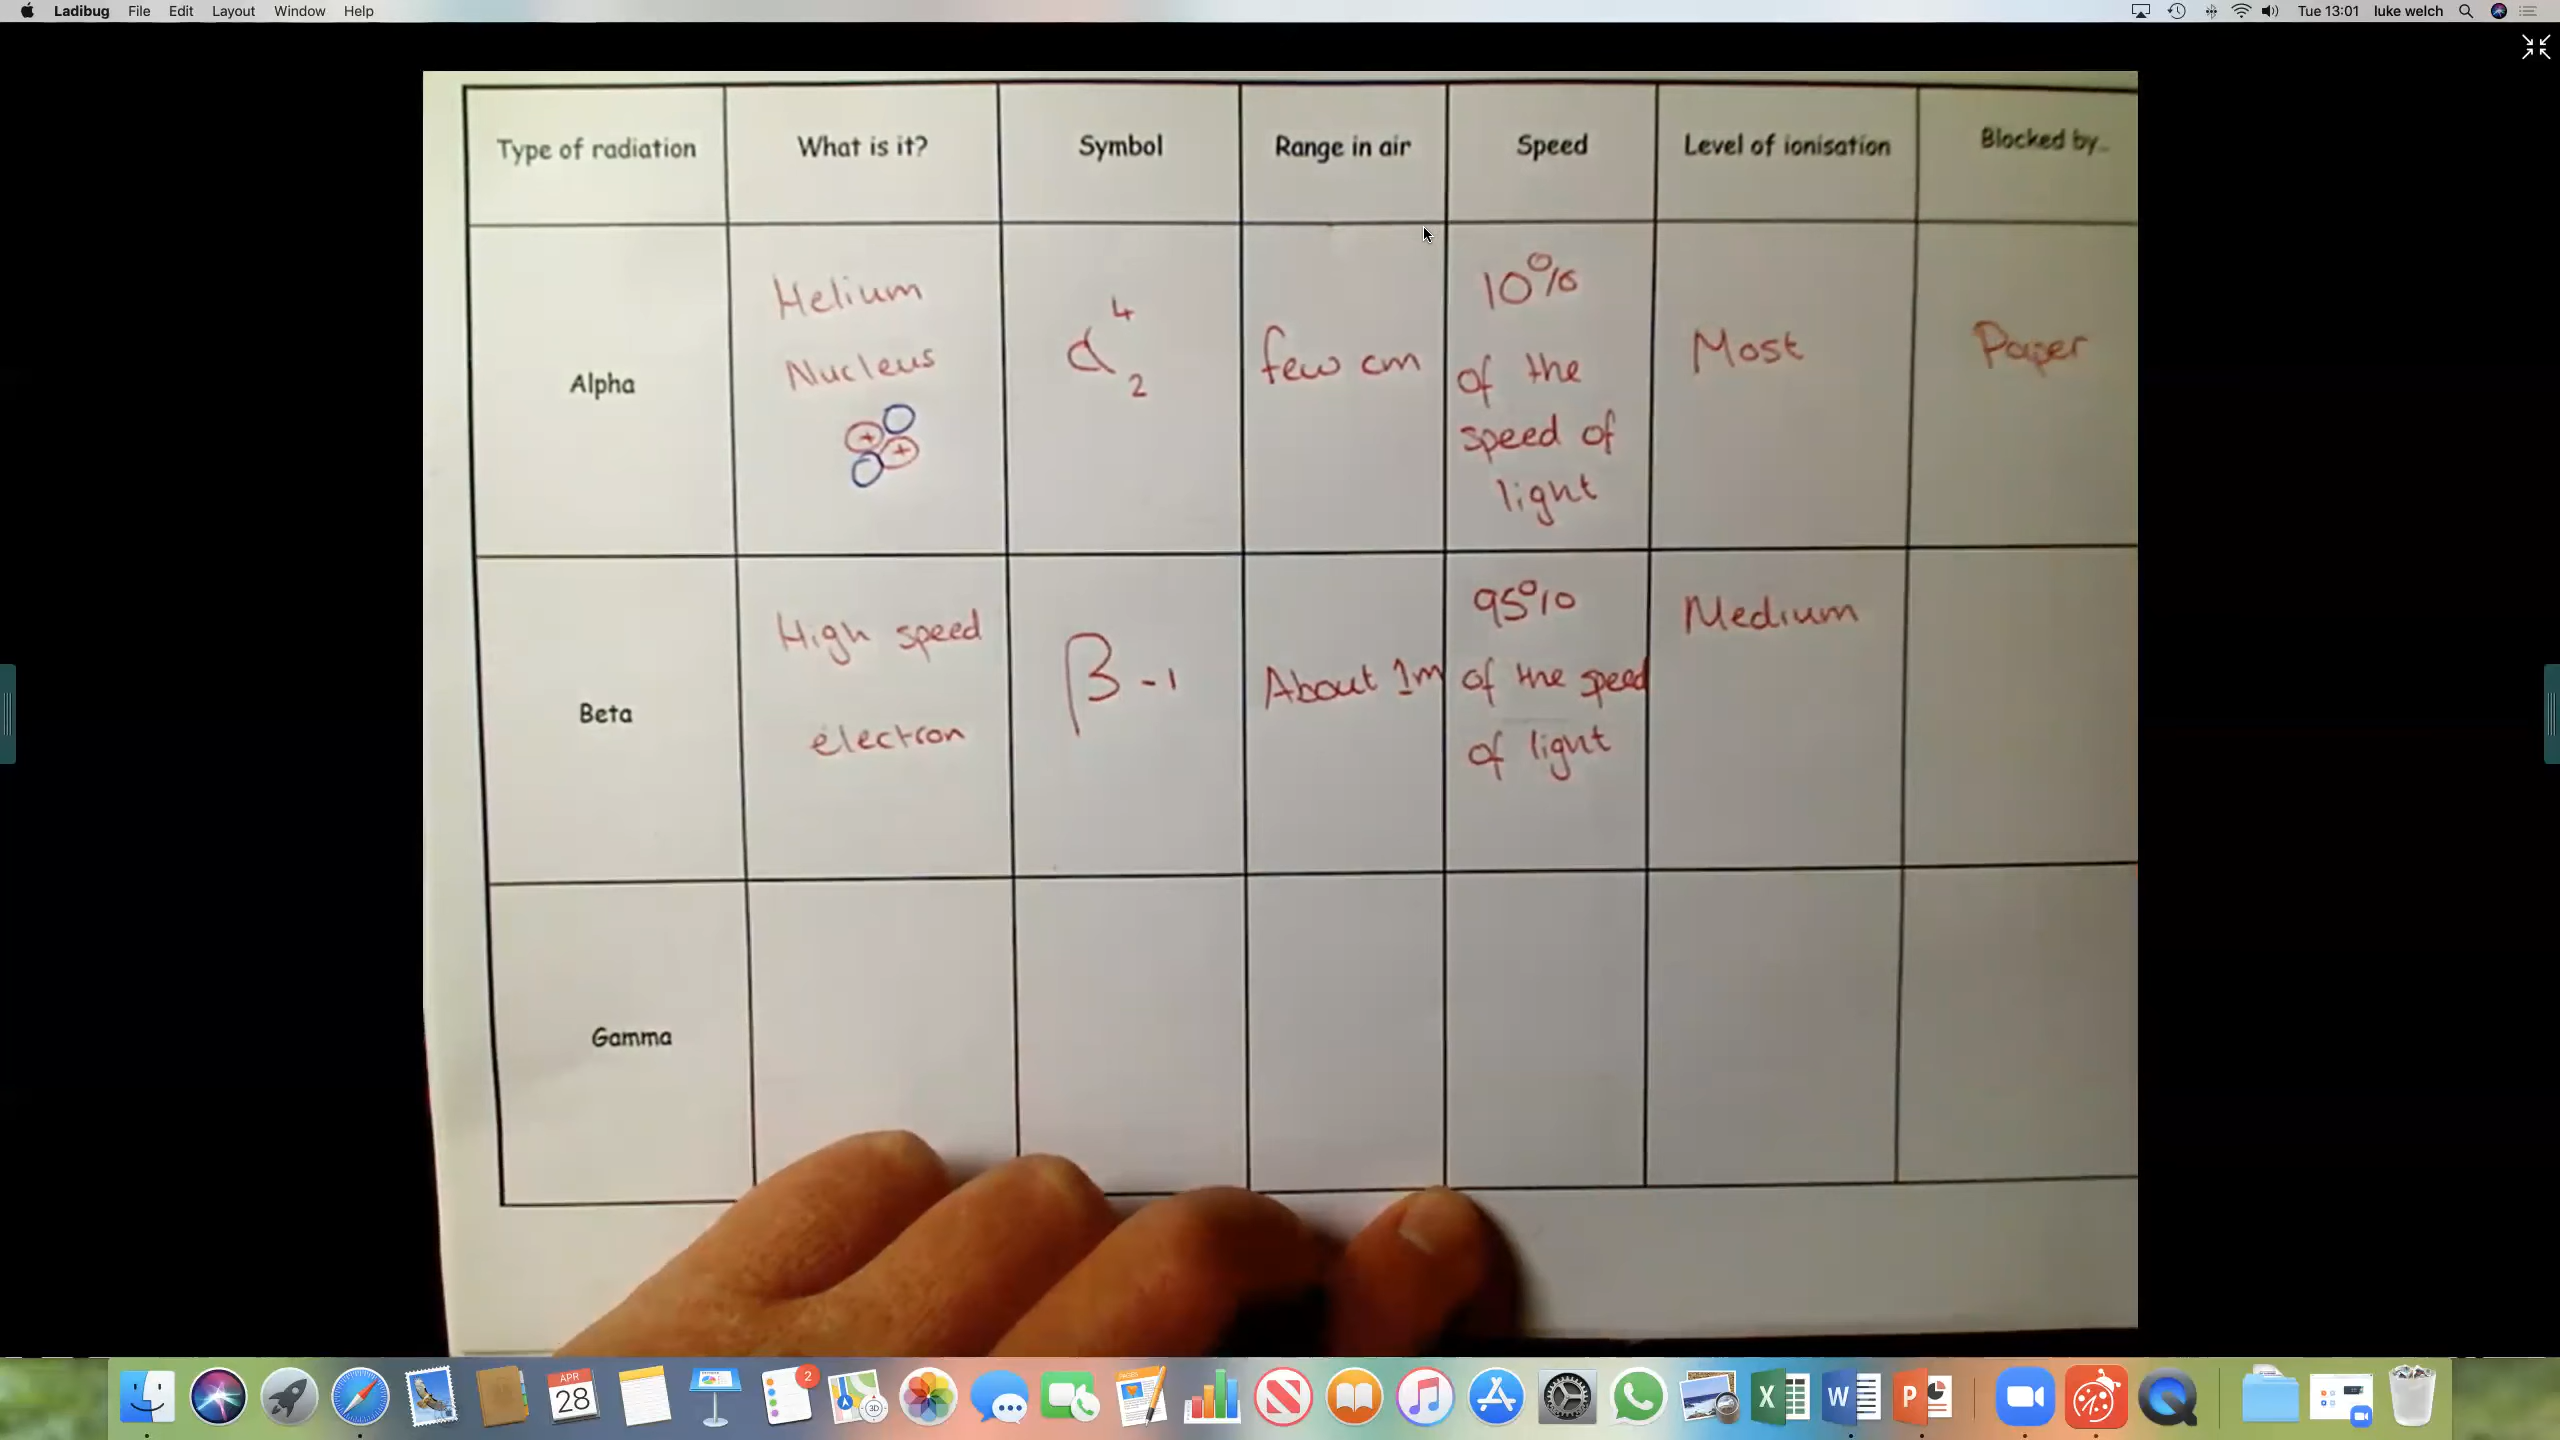 Ladibug File Edit Layout Window Help
Tue 13:01 luke welch
Type of radiation What is it? Symbol Range in air Speed Level of ionisation Blocked by...
Alpha
Helium
Nucleus
+
+
α 4
2
few cm
10%
of the
speed of
light
Most
Paper
Beta
High speed
electron
β -1
About 1m
95%
of the speed
of light
Medium
Gamma
APR
28
2
3D
PAGES
X
W
P